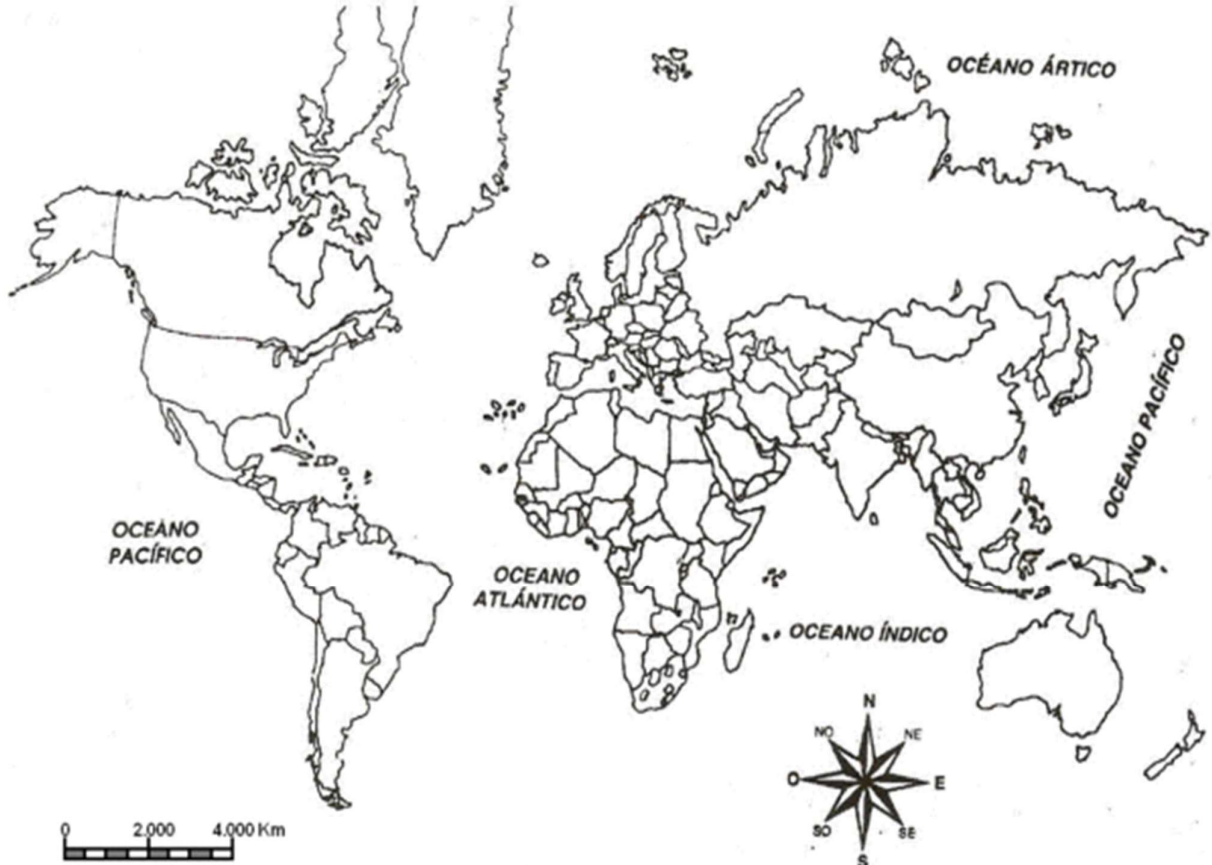 OCÉANO ÁRTICO
OCEANO PACÍFICO
OCEANO
PACÍFICO
OCEANO
ATLÁNTICO
OCEANO ÍNDICO
N
NO
NE
O
E
SO
SE
S
0 2.000 4.000 Km